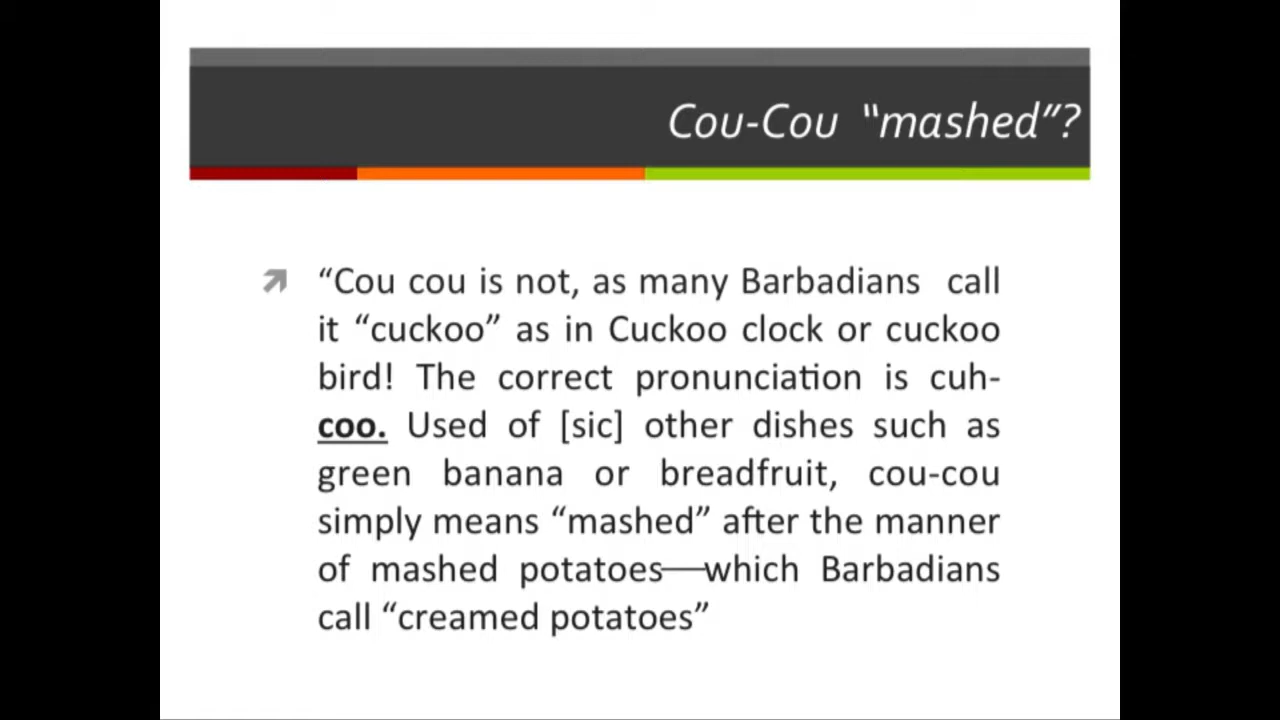 Cou-Cou “mashed”?
“Cou cou is not, as many Barbadians call
it “cuckoo” as in Cuckoo clock or cuckoo
bird! The correct pronunciation is cuh-
coo. Used of [sic] other dishes such as
green banana or breadfruit, cou-cou
simply means “mashed” after the manner
of mashed potatoes—which Barbadians
call “creamed potatoes”